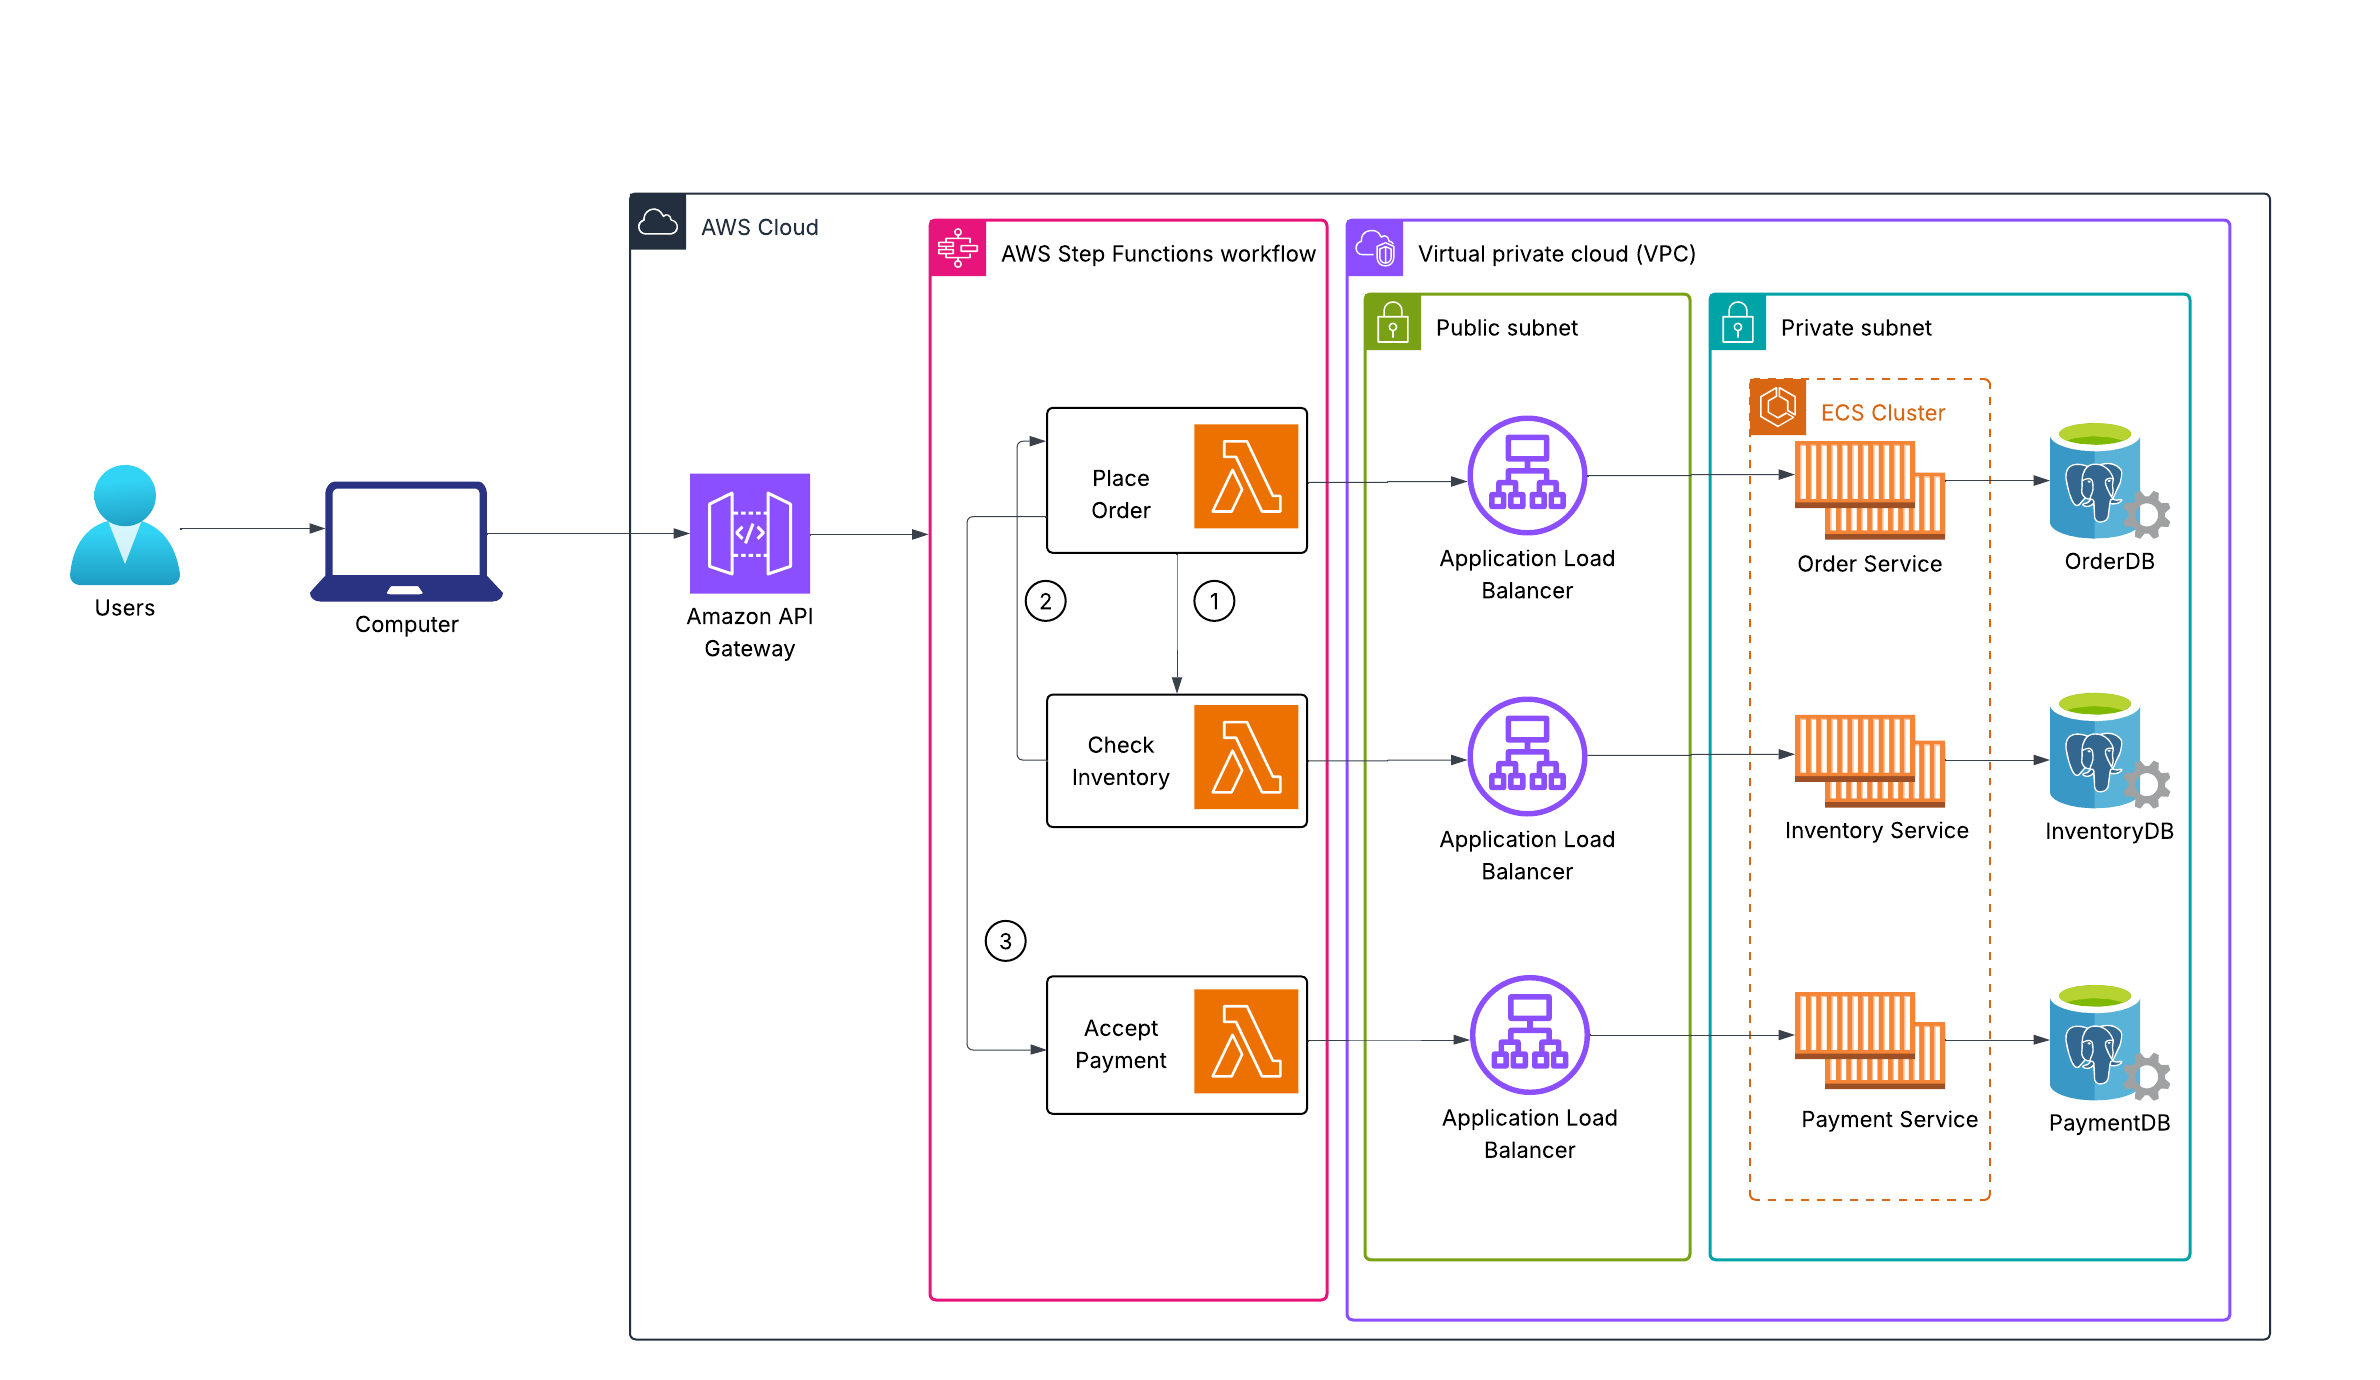 AWS Cloud
AWS Step Functions workflow
Virtual private cloud (VPC)
Public subnet
Private subnet
ECS Cluster
Users
Computer
Amazon API
Gateway
Place
Order
2
1
Check
Inventory
3
Accept
Payment
Application Load
Balancer
Application Load
Balancer
Application Load
Balancer
Order Service
Inventory Service
Payment Service
OrderDB
InventoryDB
PaymentDB